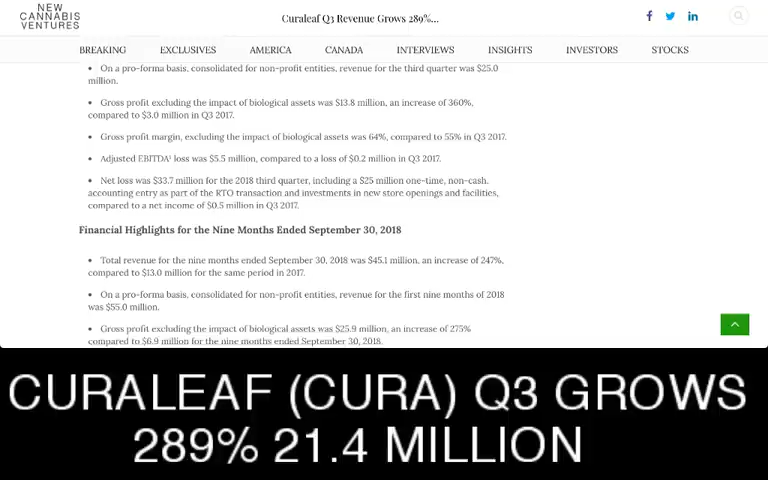 NEW
CANNABIS
VENTURES
Curaleaf Q3 Revenue Grows 289%...
BREAKING EXCLUSIVES AMERICA CANADA INTERVIEWS INSIGHTS INVESTORS STOCKS
• On a pro-forma basis, consolidated for non-profit entities, revenue for the third quarter was $25.0
million.
• Gross profit excluding the impact of biological assets was $13.8 million, an increase of 360%,
compared to $3.0 million in Q3 2017.
• Gross profit margin, excluding the impact of biological assets was 64%, compared to 55% in Q3 2017.
• Adjusted EBITDA¹ loss was $5.5 million, compared to a loss of $0.2 million in Q3 2017.
• Net loss was $33.7 million for the 2018 third quarter, including a $25 million one-time, non-cash,
accounting entry as part of the RTO transaction and investments in new store openings and facilities,
compared to a net income of $0.5 million in Q3 2017.
Financial Highlights for the Nine Months Ended September 30, 2018
• Total revenue for the nine months ended September 30, 2018 was $45.1 million, an increase of 247%,
compared to $13.0 million for the same period in 2017.
• On a pro-forma basis, consolidated for non-profit entities, revenue for the first nine months of 2018
was $55.0 million.
• Gross profit excluding the impact of biological assets was $25.9 million, an increase of 275%
compared to $6.9 million for the nine months ended September 30, 2018.
CURALEAF (CURA) Q3 GROWS
289% 21.4 MILLION